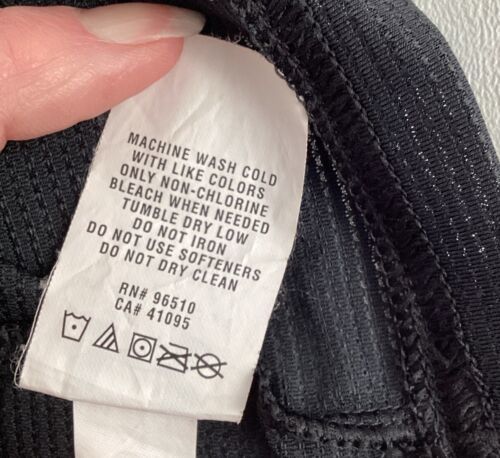 MACHINE WASH COLD
WITH LIKE COLORS
ONLY NON-CHLORINE
BLEACH WHEN NEEDED
TUMBLE DRY LOW
DO NOT IRON
DO NOT USE SOFTENERS
DO NOT DRY CLEAN
RN# 96510
CA# 41095